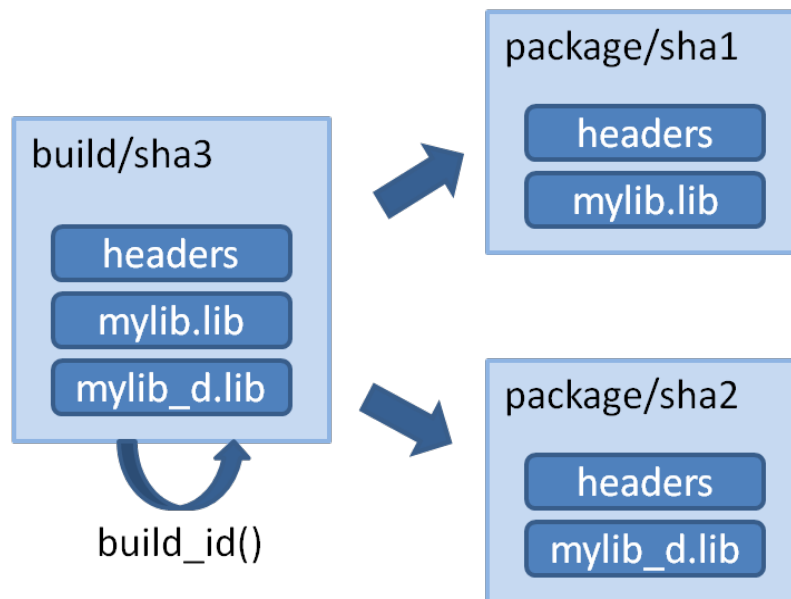 build/sha3
headers
mylib.lib
mylib_d.lib
build_id()
package/sha1
headers
mylib.lib
package/sha2
headers
mylib_d.lib